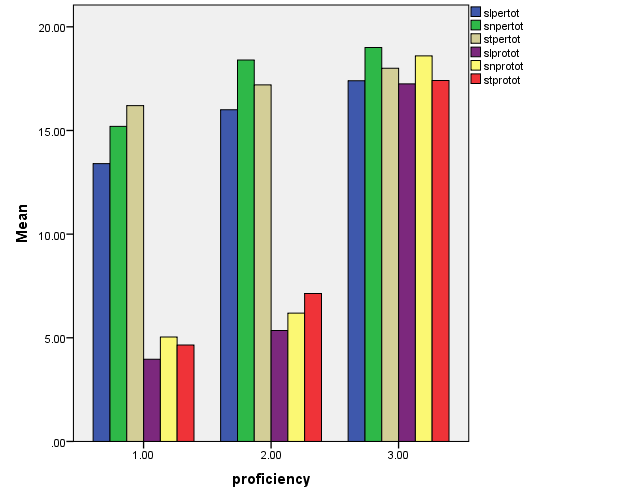 slpertot
snpertot
stpertot
slprotot
snprotot
stprotot
20.00
15.00
10.00
5.00
.00
Mean
1.00 2.00 3.00
proficiency